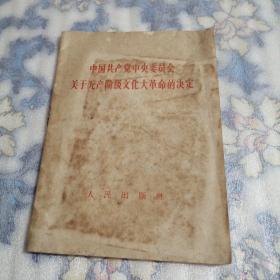 中国共产党中央委员会
关于无产阶级文化大革命的决定
人民出版社